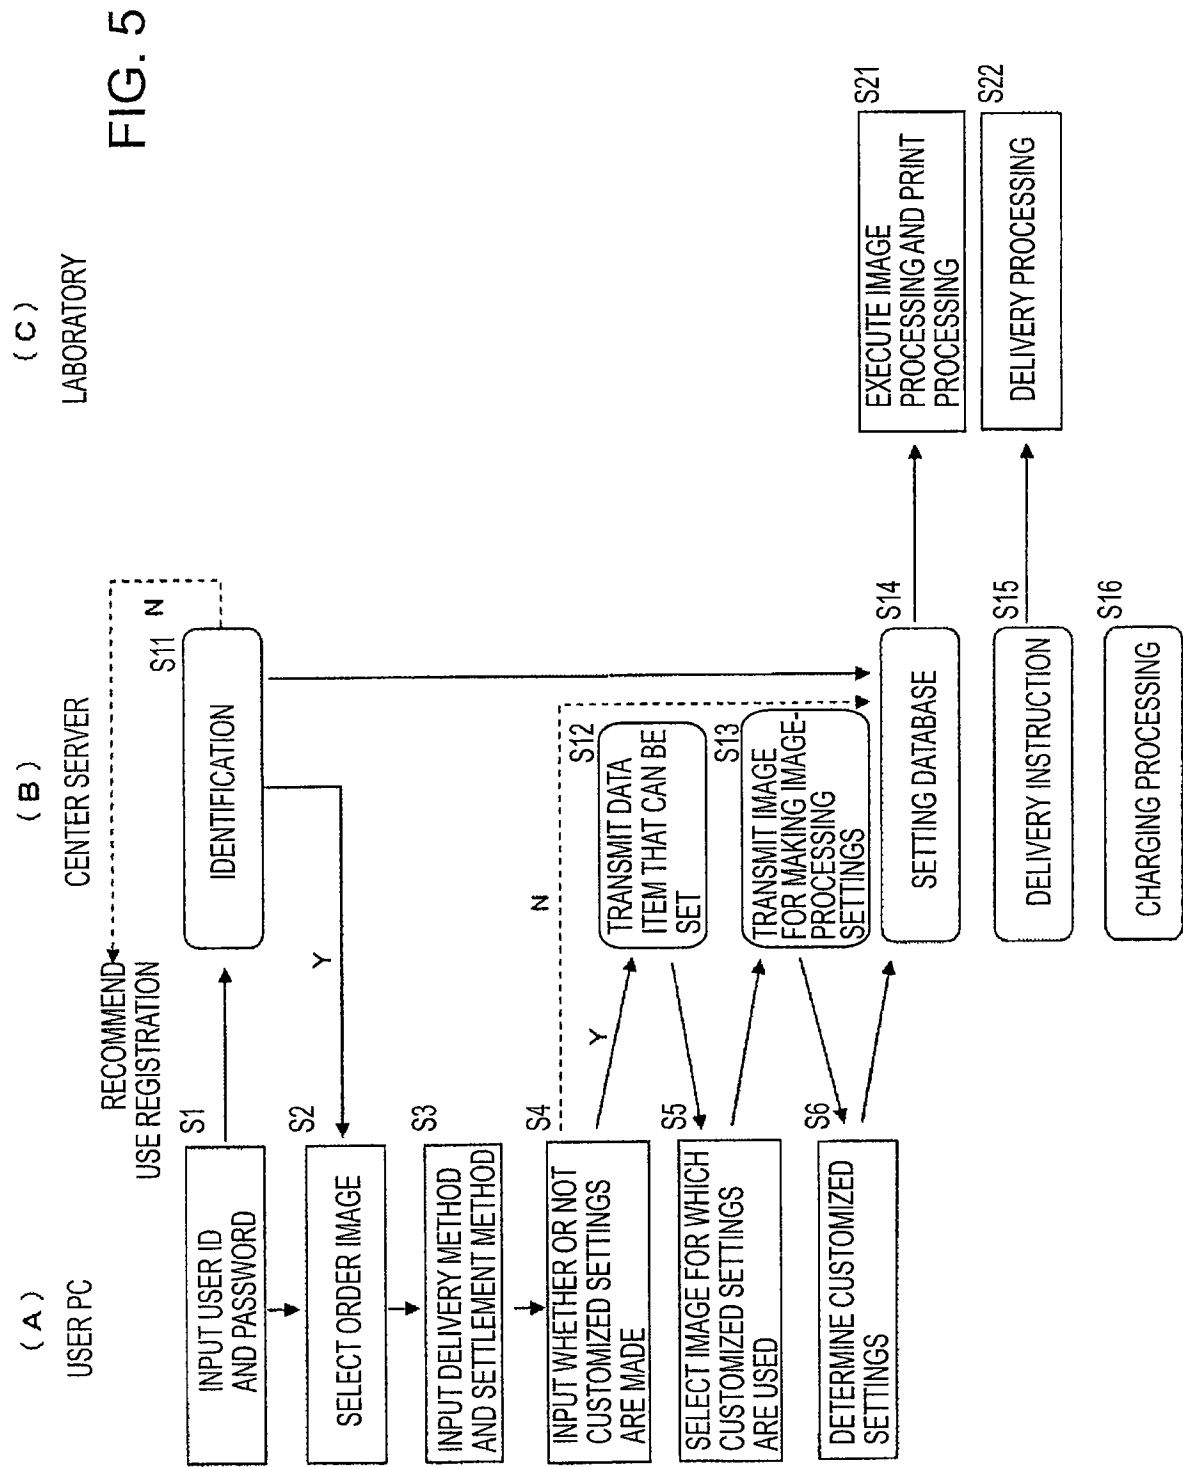 FIG. 5
( A )
USER PC
( B )
CENTER SERVER
( C )
LABORATORY
RECOMMEND
USE REGISTRATION
N
S1
INPUT USER ID
AND PASSWORD
S11
IDENTIFICATION
Y
S2
SELECT ORDER IMAGE
S3
INPUT DELIVERY METHOD
AND SETTLEMENT METHOD
S4
INPUT WHETHER OR NOT
CUSTOMIZED SETTINGS
ARE MADE
N
Y
S12
TRANSMIT DATA
ITEM THAT CAN BE
SET
S5
SELECT IMAGE FOR WHICH
CUSTOMIZED SETTINGS
ARE USED
S13
TRANSMIT IMAGE
FOR MAKING IMAGE-
PROCESSING
SETTINGS
S6
DETERMINE CUSTOMIZED
SETTINGS
S14
SETTING DATABASE
S21
EXECUTE IMAGE
PROCESSING AND PRINT
PROCESSING
S15
DELIVERY INSTRUCTION
S22
DELIVERY PROCESSING
S16
CHARGING PROCESSING